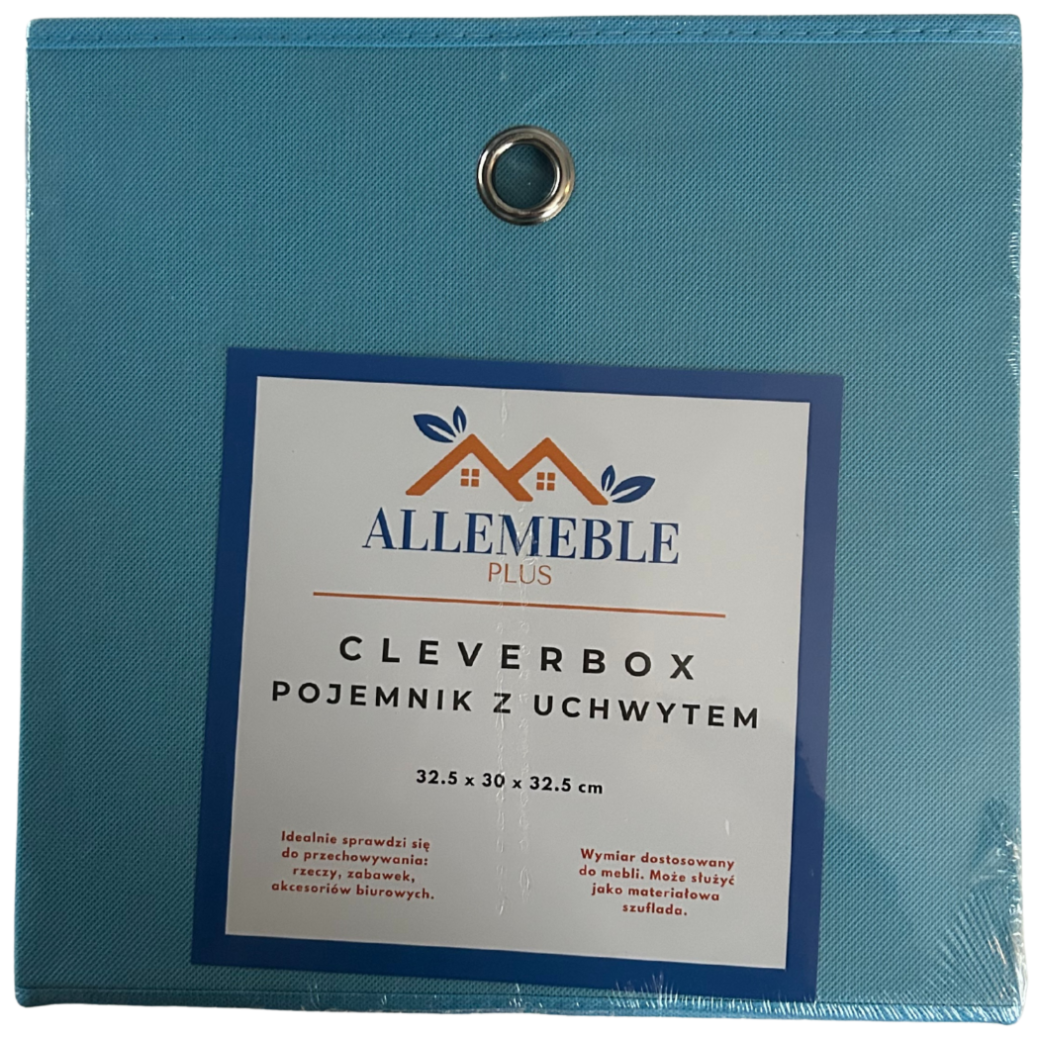 ALLEMEBLE
PLUS
CLEVERBOX
POJEMNIK Z UCHWYTEM
32.5 x 30 x 32.5 cm
Idealnie sprawdzi się
do przechowywania:
rzeczy, zabawek,
akcesoriów biurowych.
Wymiar dostosowany
do mebli. Może służyć
jako materiałowa
szuflada.